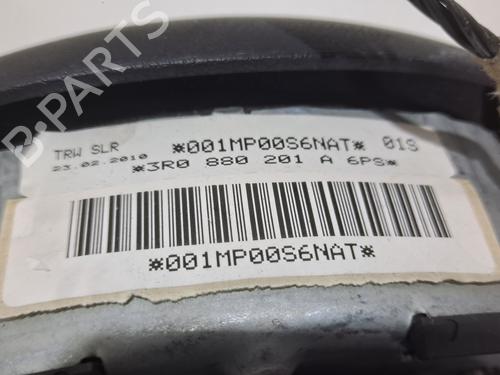 TRW SLR *001MP00S6NAT* 01S
23.02.2010 *3R0 880 201 A 6PS*
*001MP00S6NAT*
B-PARTS